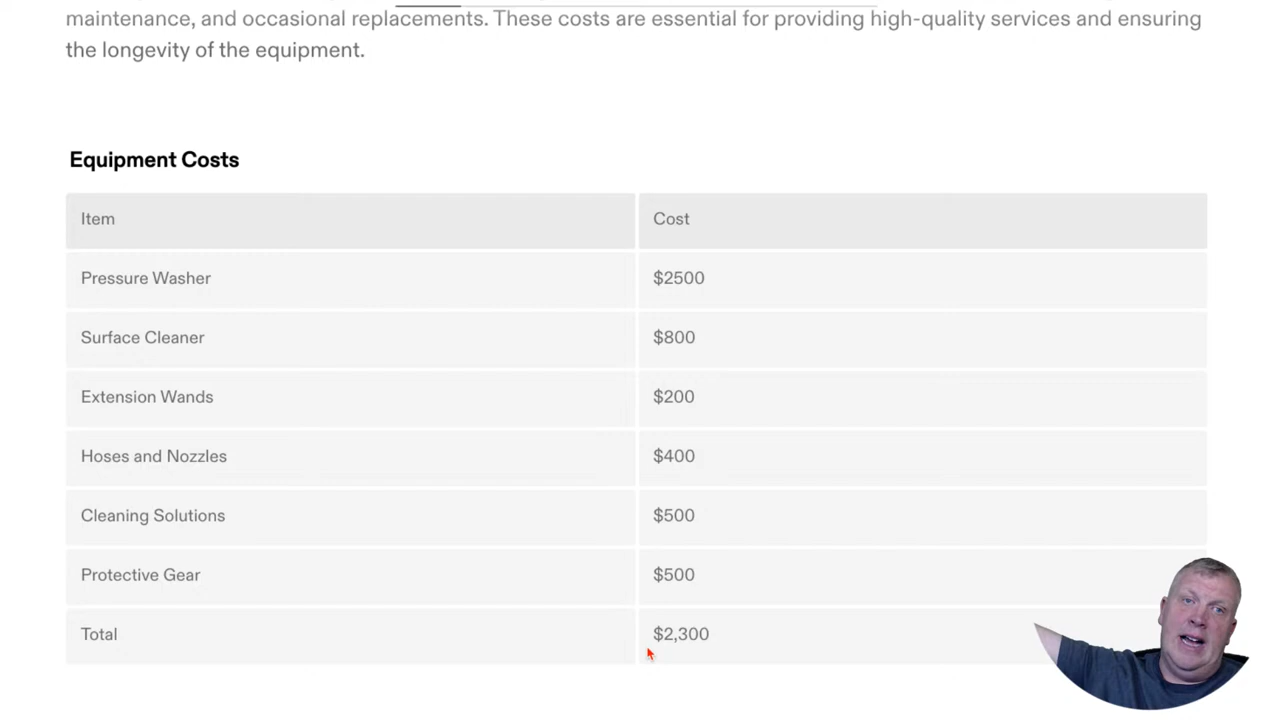 maintenance, and occasional replacements. These costs are essential for providing high-quality services and ensuring
the longevity of the equipment.
Equipment Costs
Item Cost
Pressure Washer $2500
Surface Cleaner $800
Extension Wands $200
Hoses and Nozzles $400
Cleaning Solutions $500
Protective Gear $500
Total $2,300